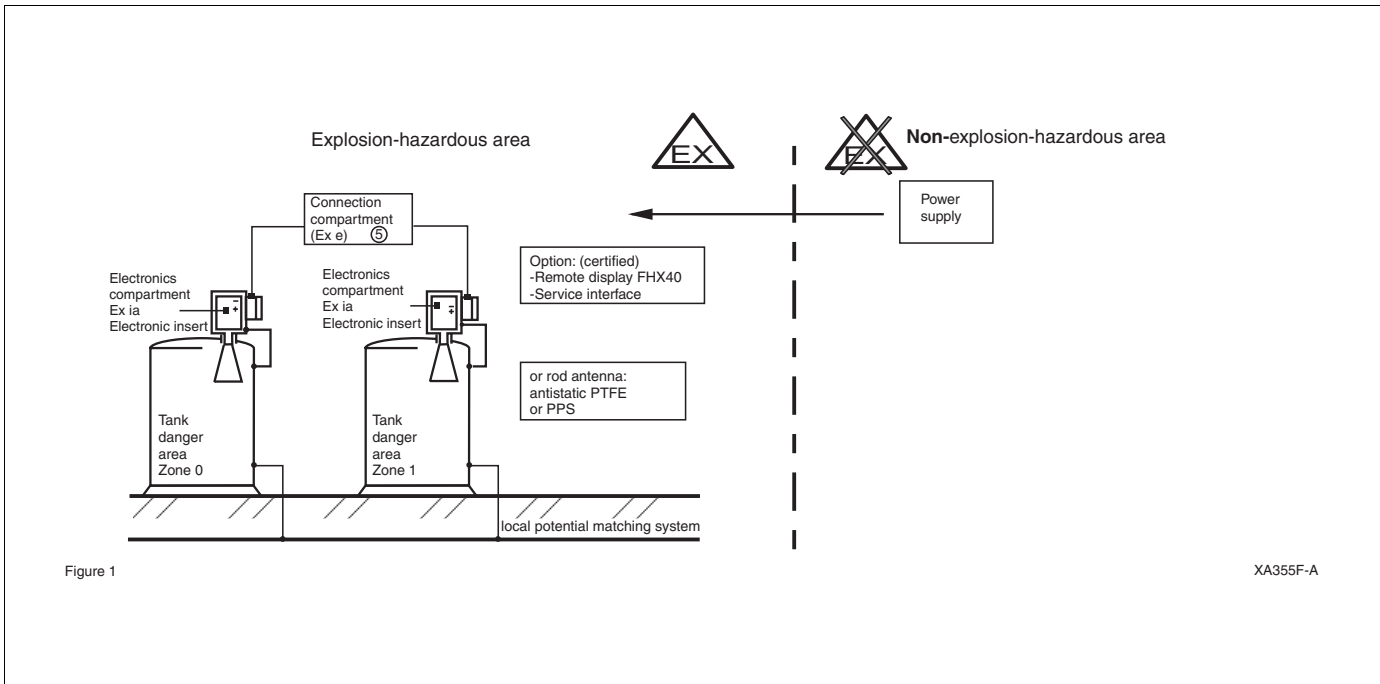 Explosion-hazardous area
EX
EX
Non-explosion-hazardous area
Power
supply
Connection
compartment
(Ex e) ⑤
Electronics
compartment
Ex ia
Electronic insert
Electronics
compartment
Ex ia
Electronic insert
Option: (certified)
-Remote display FHX40
-Service interface
or rod antenna:
antistatic PTFE
or PPS
Tank
danger
area
Zone 0
Tank
danger
area
Zone 1
local potential matching system
Figure 1
XA355F-A